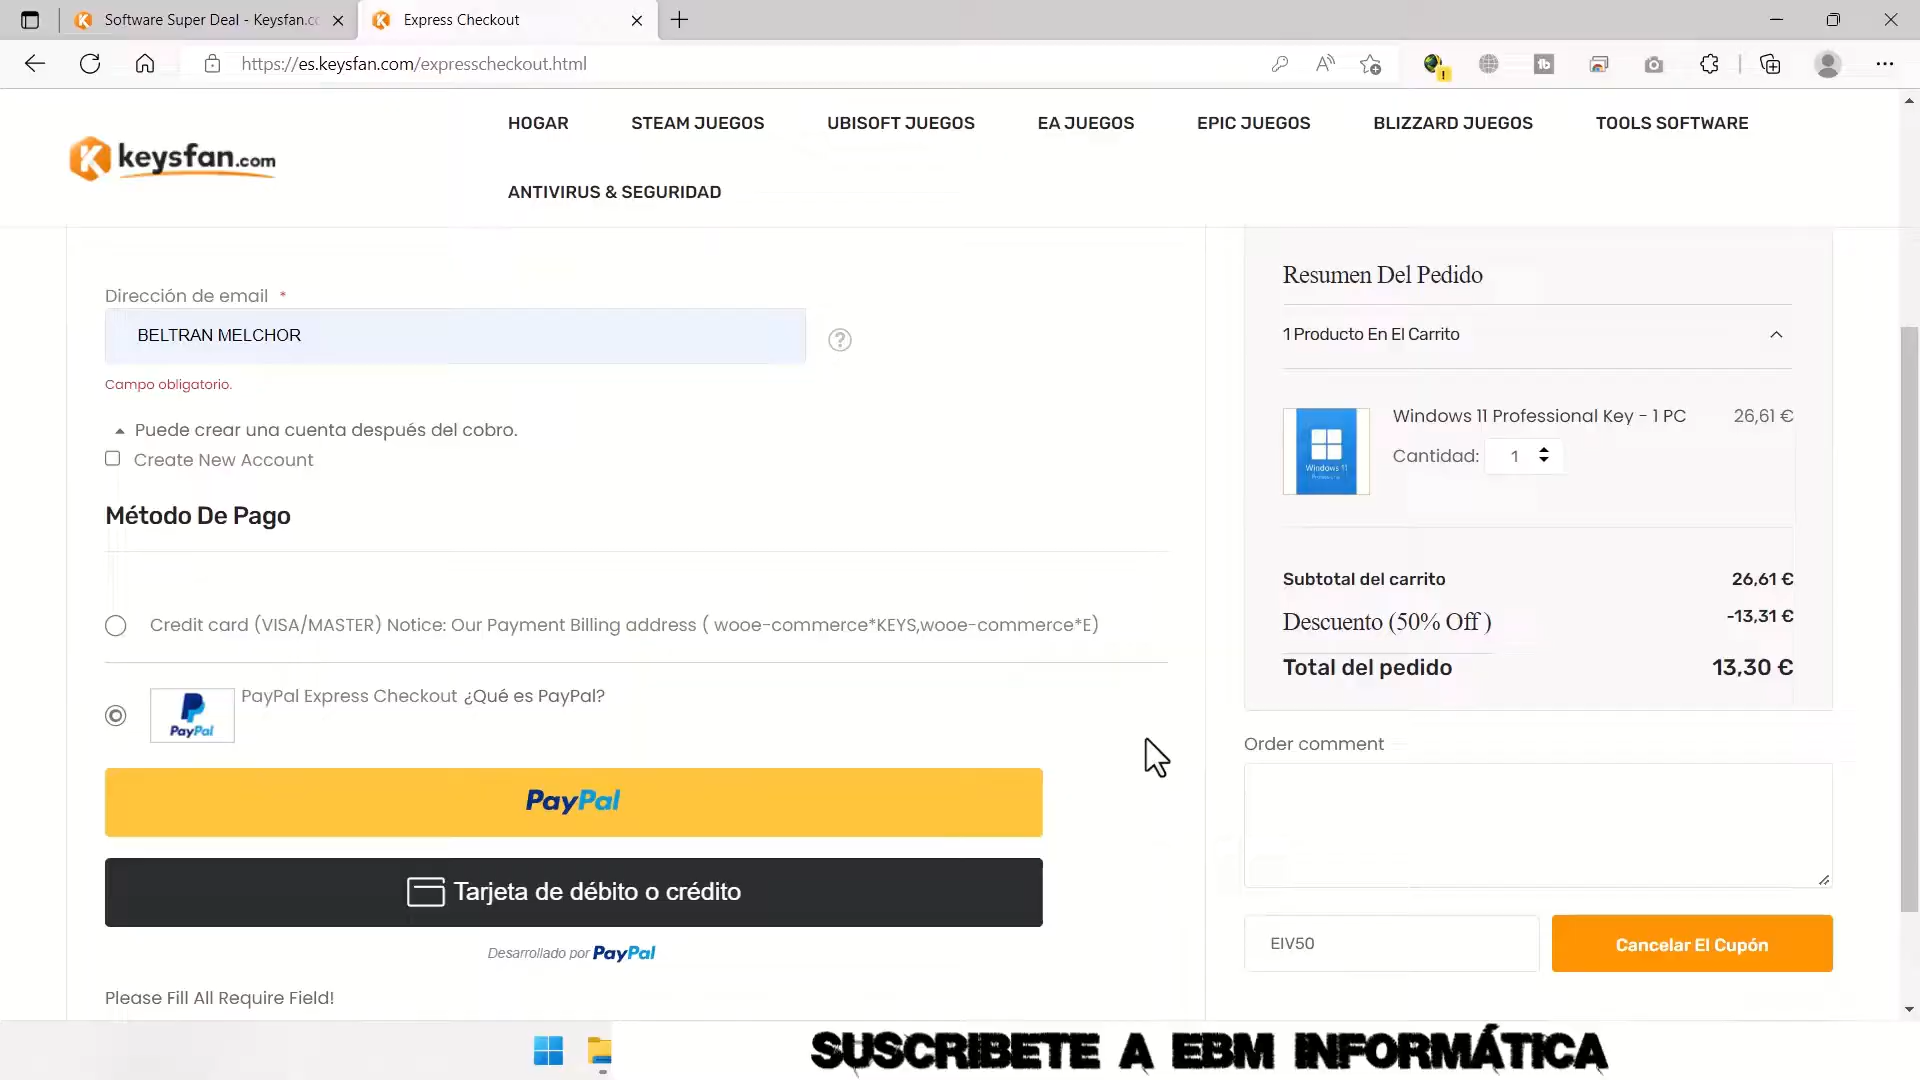 Software Super Deal - Keysfan.co
Express Checkout
https://es.keysfan.com/expresscheckout.html
keysfan.com
HOGAR
STEAM JUEGOS
UBISOFT JUEGOS
EA JUEGOS
EPIC JUEGOS
BLIZZARD JUEGOS
TOOLS SOFTWARE
ANTIVIRUS & SEGURIDAD
Dirección de email *
BELTRAN MELCHOR
?
Campo obligatorio.
Puede crear una cuenta después del cobro.
Create New Account
Método De Pago
Credit card (VISA/MASTER) Notice: Our Payment Billing address ( wooe-commerce*KEYS,wooe-commerce*E)
PayPal
PayPal Express Checkout ¿Qué es PayPal?
PayPal
Tarjeta de débito o crédito
Desarrollado por PayPal
Please Fill All Require Field!
Resumen Del Pedido
1 Producto En El Carrito
Windows 11
Windows 11 Professional Key - 1 PC 26,61 €
Cantidad: 1
Subtotal del carrito 26,61 €
Descuento (50% Off ) -13,31 €
Total del pedido 13,30 €
Order comment
EIV50
Cancelar El Cupón
SUSCRIBETE A EBM INFORMÁTICA